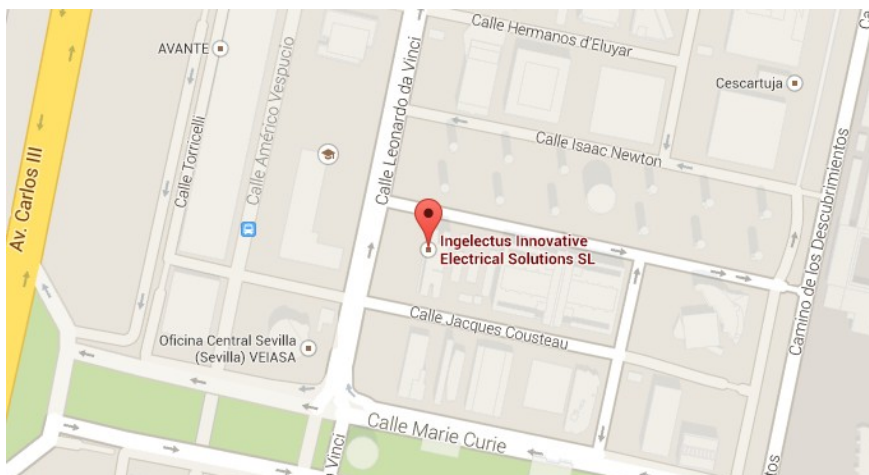 Calle Hermanos d'Eluyar
AVANTE
Cescartuja
Calle Torricelli
Calle Américo Vespucio
Calle Leonardo da Vinci
Calle Isaac Newton
Av. Carlos III
Ingelectus Innovative
Electrical Solutions SL
Camino de los Descubrimientos
Calle Jacques Cousteau
Oficina Central Sevilla
(Sevilla) VEIASA
Calle Marie Curie
Vinci
tos
Ca